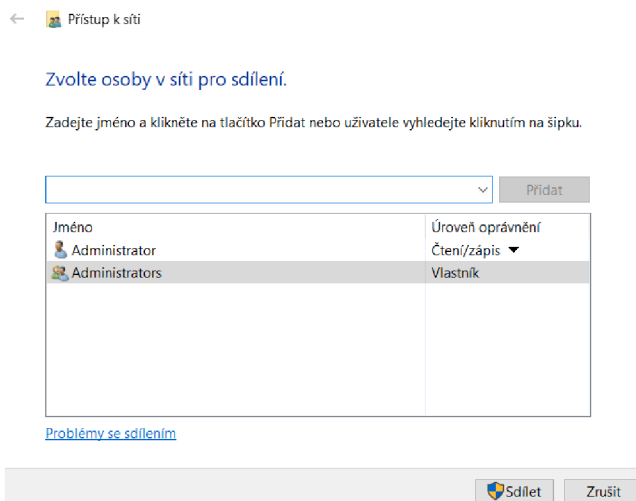 Přístup k síti
Zvolte osoby v síti pro sdílení.
Zadejte jméno a klikněte na tlačítko Přidat nebo uživatele vyhledejte kliknutím na šipku.
Přidat
Jméno Úroveň oprávnění
Administrator Čtení/zápis
Administrators Vlastník
Problémy se sdílením
Sdílet Zrušit